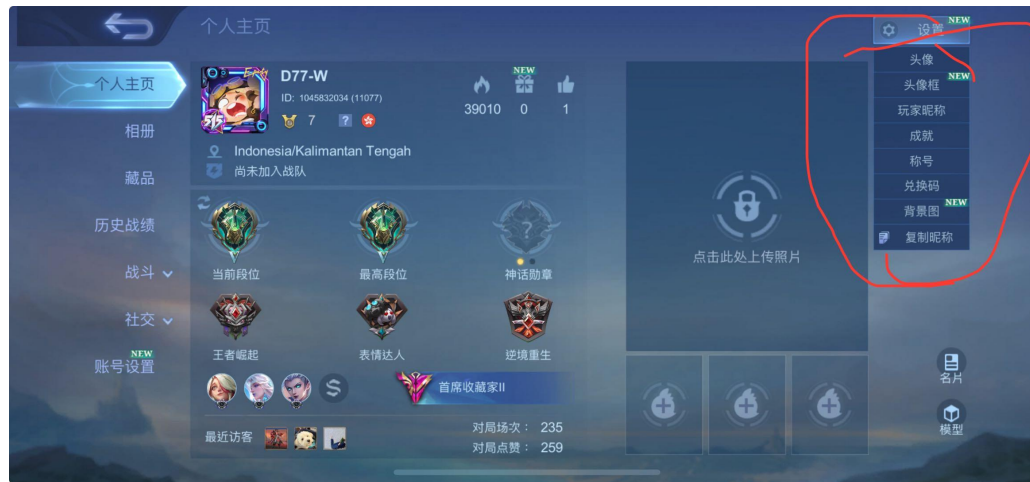 个人主页
设置
NEW
个人主页
相册
藏品
历史战绩
战斗
社交
NEW
账号设置
515
D77-W
ID: 1045832034 (11077)
7
?
NEW
39010
0
1
Indonesia/Kalimantan Tengah
尚未加入战队
当前段位
最高段位
?
神话勋章
王者崛起
表情达人
逆境重生
$
首席收藏家II
最近访客
对局场次： 235
对局点赞： 259
点击此处上传照片
头像
头像框
NEW
玩家昵称
成就
称号
兑换码
背景图
NEW
复制昵称
名片
模型